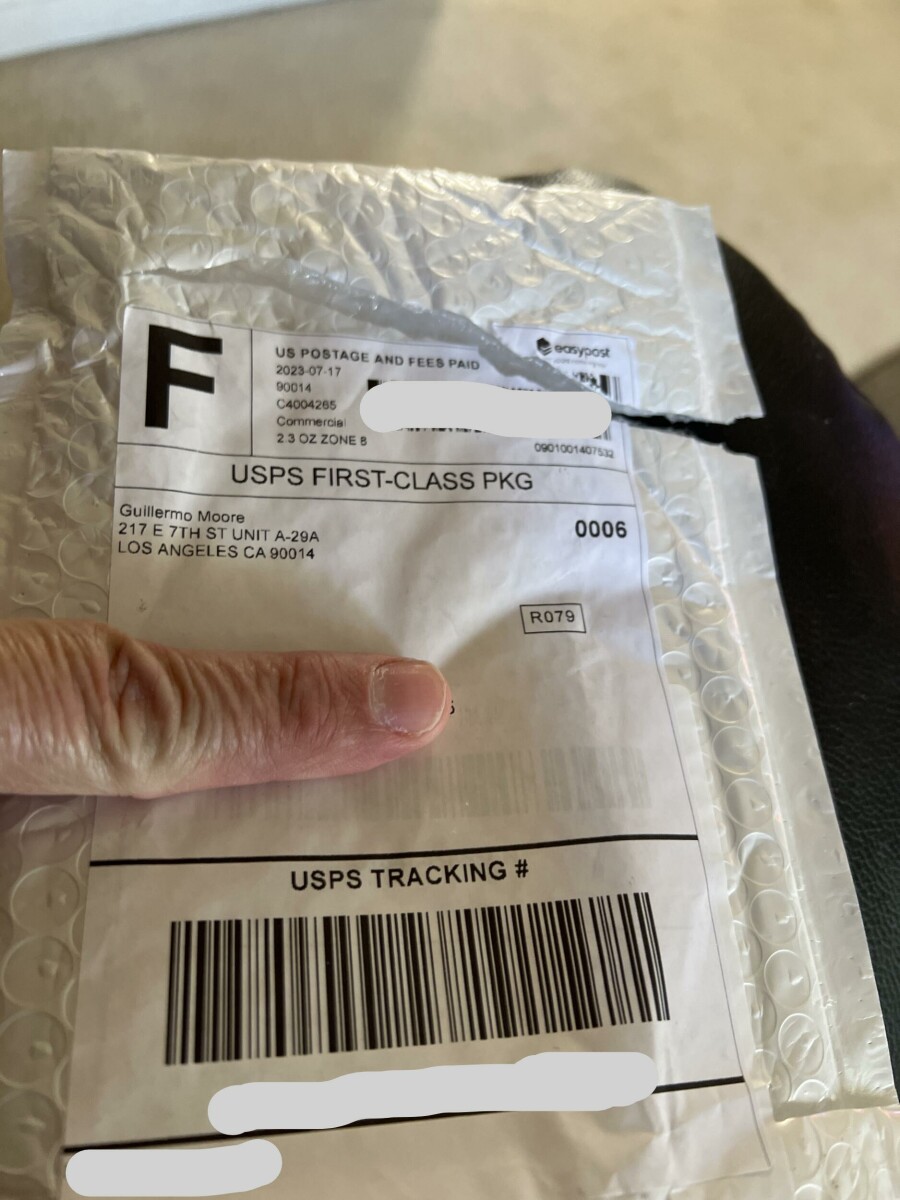 F
US POSTAGE AND FEES PAID
2023-07-17
90014
C4004265
Commercial
2.3 OZ ZONE 8
easypost
0901001407532
USPS FIRST-CLASS PKG
Guillermo Moore
217 E 7TH ST UNIT A-29A
LOS ANGELES CA 90014
0006
R079
USPS TRACKING #